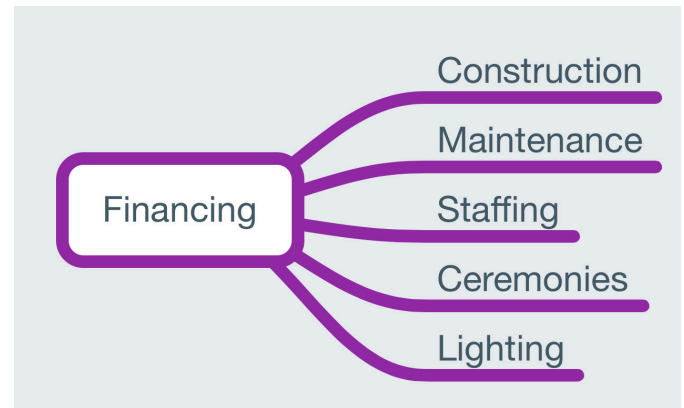 Financing
Construction
Maintenance
Staffing
Ceremonies
Lighting